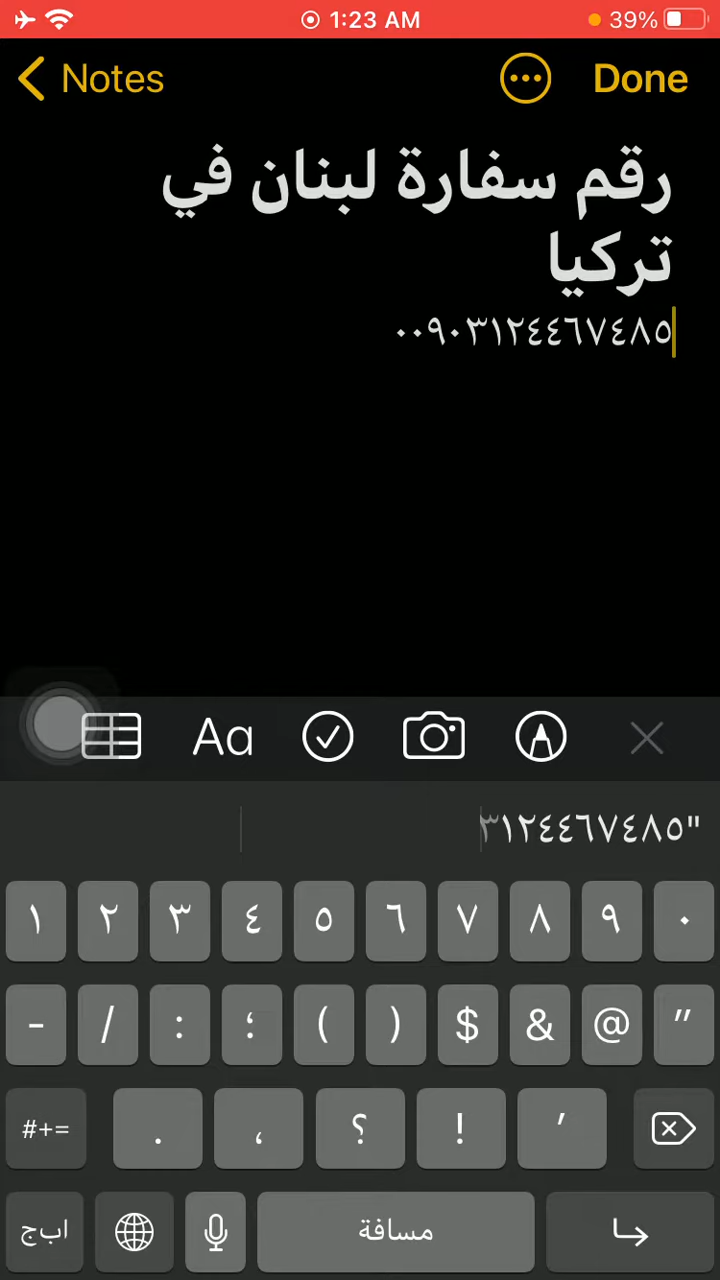 1:23 AM
39%
Notes
Done
رقم سفارة لبنان في
تركيا
٠٠٩٠٣١٢٤٤٦٧٤٨٥
Aa
٣١٢٤٤٦٧٤٨٥"
١ ٢ ٣ ٤ ٥ ٦ ٧ ٨ ٩ ٠
- / : ؛ ( ) $ & @ "
#+= . ، ؟ ! ’
اب‌ج مسافة